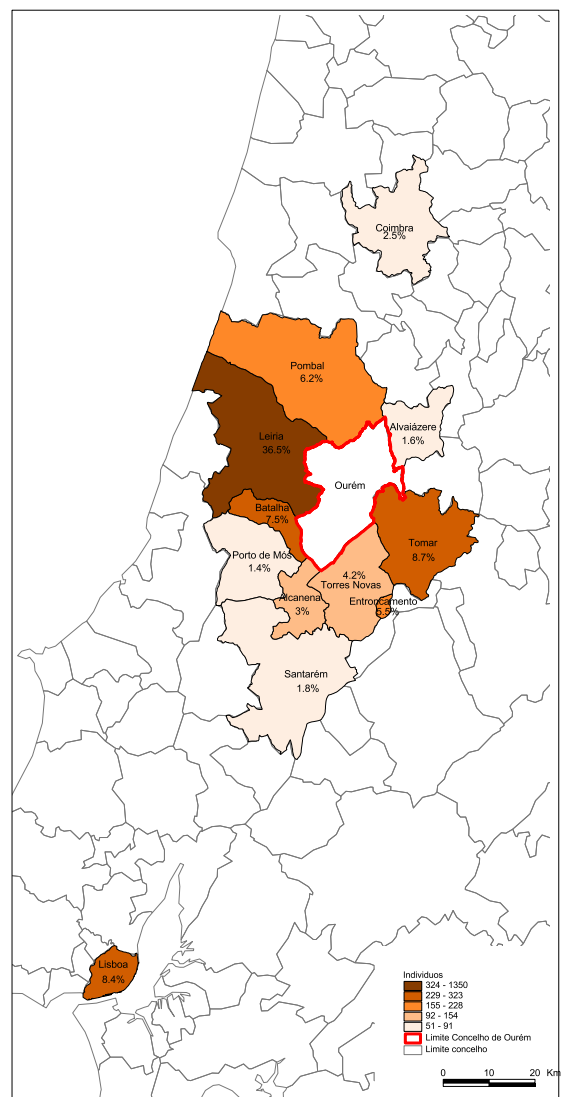 Coimbra
2.5%
Pombal
6.2%
Alvaiázere
1.6%
Leiria
36.5%
Ourém
Batalha
7.5%
Tomar
8.7%
Porto de Mós
1.4%
4.2%
Torres Novas
Alcanena
3%
Entroncamento
5.5%
Santarém
1.8%
Lisboa
8.4%
Individuos
324 - 1350
229 - 323
155 - 228
92 - 154
51 - 91
Limite Concelho de Ourém
Limite concelho
0 10 20 Km